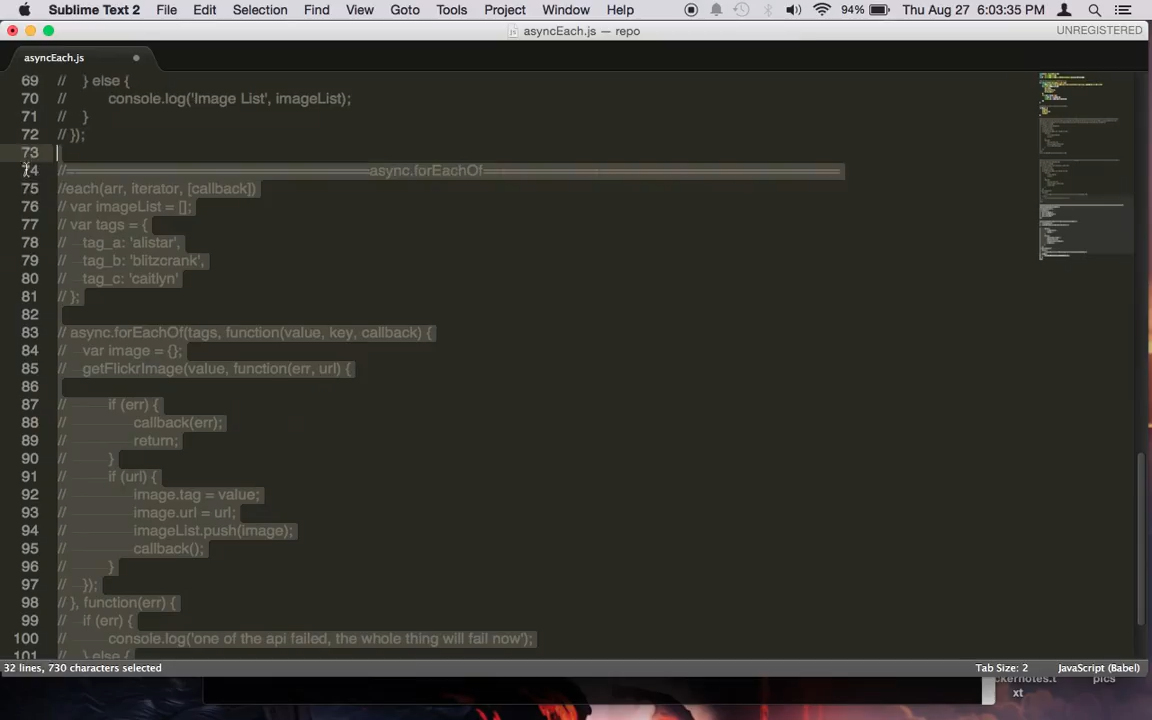 Sublime Text 2 File Edit Selection Find View Goto Tools Project Window Help 94% Thu Aug 27 6:03:35 PM
asyncEach.js — repo UNREGISTERED
asyncEach.js
69 // } else {
70 // console.log('Image List', imageList);
71 // }
72 // });
73
74 //===================================async.forEachOf=========================================
75 //each(arr, iterator, [callback])
76 // var imageList = [];
77 // var tags = {
78 // tag_a: 'alistar',
79 // tag_b: 'blitzcrank',
80 // tag_c: 'caitlyn'
81 // };
82
83 // async.forEachOf(tags, function(value, key, callback) {
84 // var image = {};
85 // getFlickrImage(value, function(err, url) {
86
87 // if (err) {
88 // callback(err);
89 // return;
90 // }
91 // if (url) {
92 // image.tag = value;
93 // image.url = url;
94 // imageList.push(image);
95 // callback();
96 // }
97 // });
98 // }, function(err) {
99 // if (err) {
100 // console.log('one of the api failed, the whole thing will fail now');
101 // } else {
32 lines, 730 characters selected Tab Size: 2 JavaScript (Babel)
ckernotes.t pics
xt